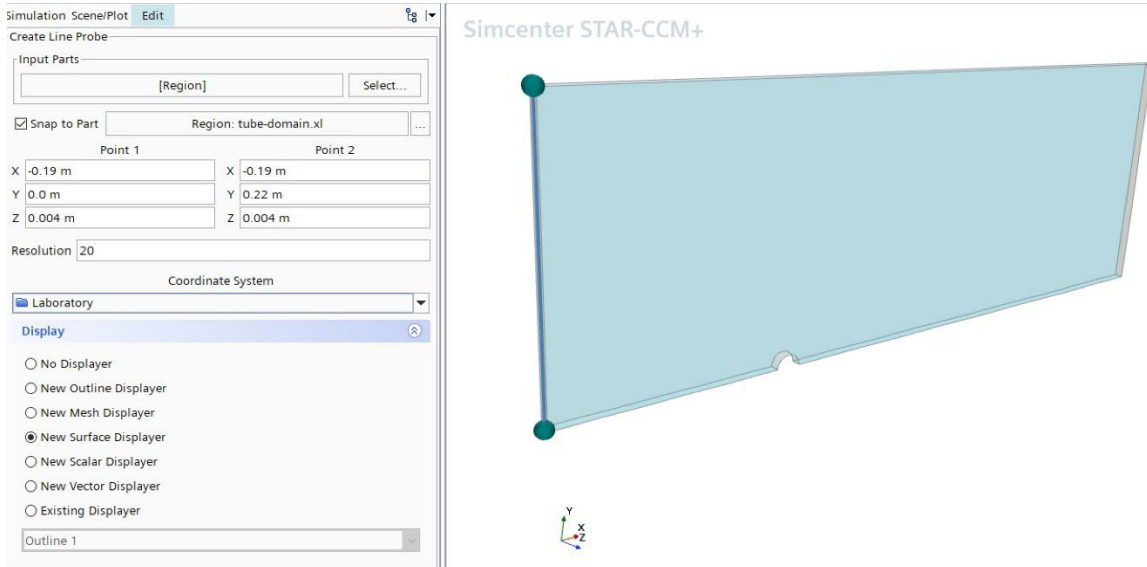 Simulation Scene/Plot Edit
Create Line Probe
Input Parts
[Region] Select...
Snap to Part Region: tube-domain.xl ...
Point 1 Point 2
X -0.19 m X -0.19 m
Y 0.0 m Y 0.22 m
Z 0.004 m Z 0.004 m
Resolution 20
Coordinate System
Laboratory
Display
No Displayer
New Outline Displayer
New Mesh Displayer
New Surface Displayer
New Scalar Displayer
New Vector Displayer
Existing Displayer
Outline 1
Simcenter STAR-CCM+
Y
X
Z